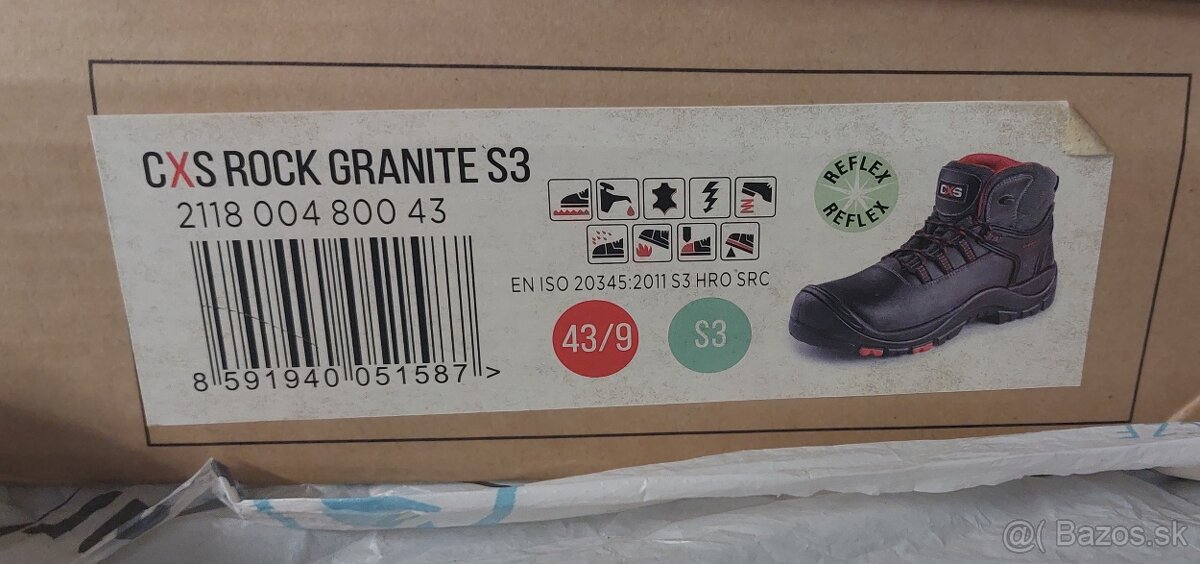 CXS ROCK GRANITE S3
2118 004 800 43
8 591940 051587 >
EN ISO 20345:2011 S3 HRO SRC
43/9
S3
REFLEX
REFLEX
CXS
@( Bazos.sk